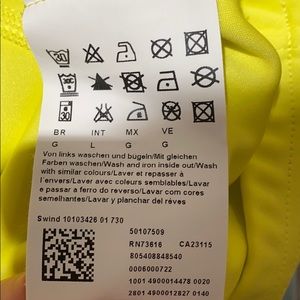 30
30C
30
BR INT MX VE
G L G G
Von links waschen und bügeln/Mit gleichen
Farben waschen/Wash and iron inside out/Wash
with similar colours/Laver et repasser à
l'envers/Laver avec couleurs semblables/Lavar
e passar a ferro do reverso/Lavar com cores
semelhantes./Lavar y planchar del révés
Swind 10103426 01 730
50107509
RN73616 CA23115
805408848540
0006000722
1001 4900014478 0020
2801 4900012827 0140